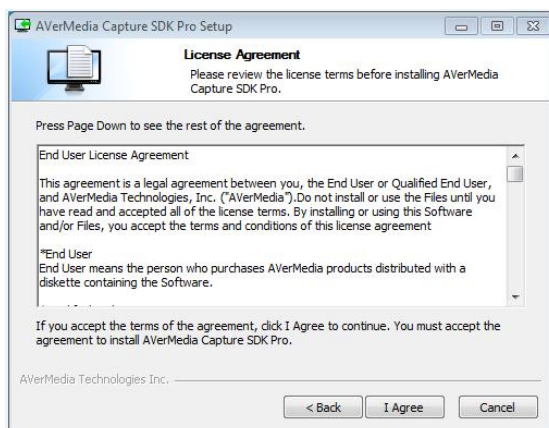 AVerMedia Capture SDK Pro Setup
License Agreement
Please review the license terms before installing AVerMedia
Capture SDK Pro.
Press Page Down to see the rest of the agreement.
End User License Agreement
This agreement is a legal agreement between you, the End User or Qualified End User,
and AVerMedia Technologies, Inc. ("AVerMedia").Do not install or use the Files until you
have read and accepted all of the license terms. By installing or using this Software
and/or Files, you accept the terms and conditions of this license agreement
*End User
End User means the person who purchases AVerMedia products distributed with a
diskette containing the Software.
If you accept the terms of the agreement, click I Agree to continue. You must accept the
agreement to install AVerMedia Capture SDK Pro.
AVerMedia Technologies Inc.
< Back I Agree Cancel